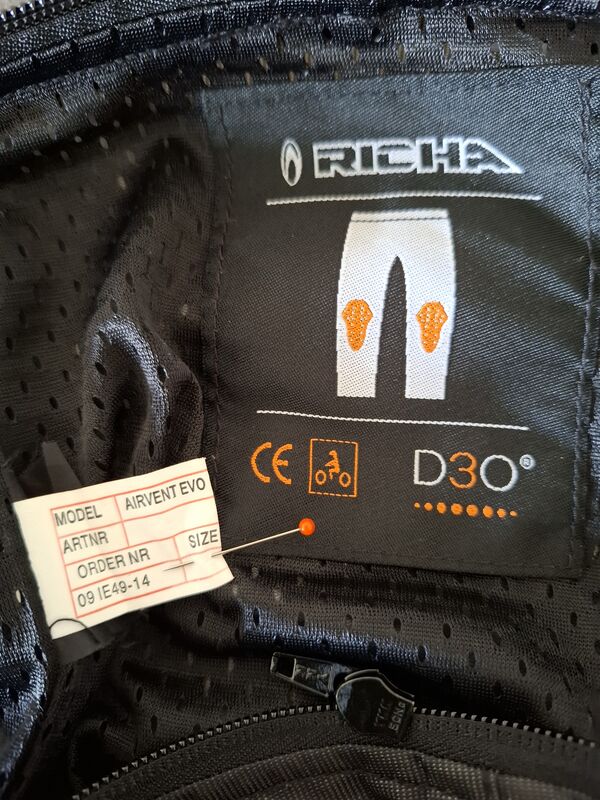 RICHA
CE
D3O®
MODEL AIRVENT EVO
ARTNR
ORDER NR SIZE
09 IE49-14